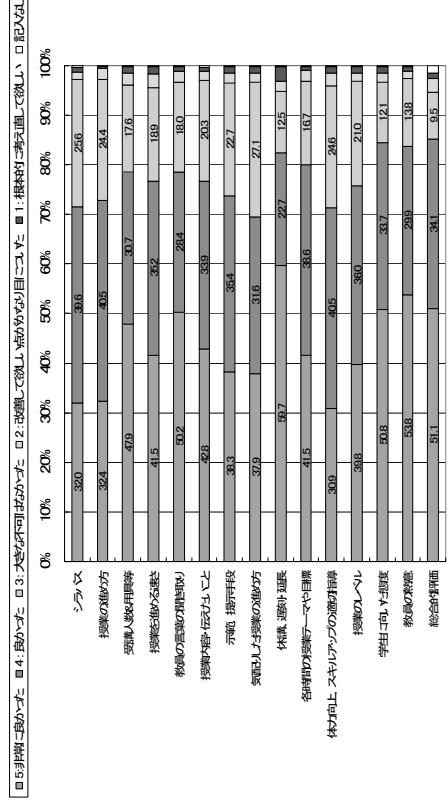 ■ 5:非常に良かった ■ 4: 良かった □ 3: 大きな不可はなかった □ 2: 改善して欲しい点がかなり目についた ■ 1: 根本的に考え直して欲しい □ 記入なし
0% 10% 20% 30% 40% 50% 60% 70% 80% 90% 100%
シラバス 32.0 39.6 25.6
授業の進め方 32.4 40.5 24.4
受講人数&用具等 47.9 30.7 17.6
授業を進める速さ 41.5 35.2 18.9
教員の言葉の聞き取り 50.2 28.4 18.0
授業内容・伝えたいこと 42.8 33.9 20.3
示範、提示手段 38.3 35.4 22.7
気配りした授業の進め方 37.9 31.6 27.1
休講、遅刻・延長 59.7 22.7 12.5
各時間の授業テーマや目標 41.5 38.6 16.7
体力向上、スキルアップの適切指導 30.9 40.5 24.6
授業のレベル 39.8 36.0 21.0
学生に向いた態度 50.8 33.7 12.1
教員の熱意 53.8 29.9 13.8
総合的評価 51.1 34.1 9.5